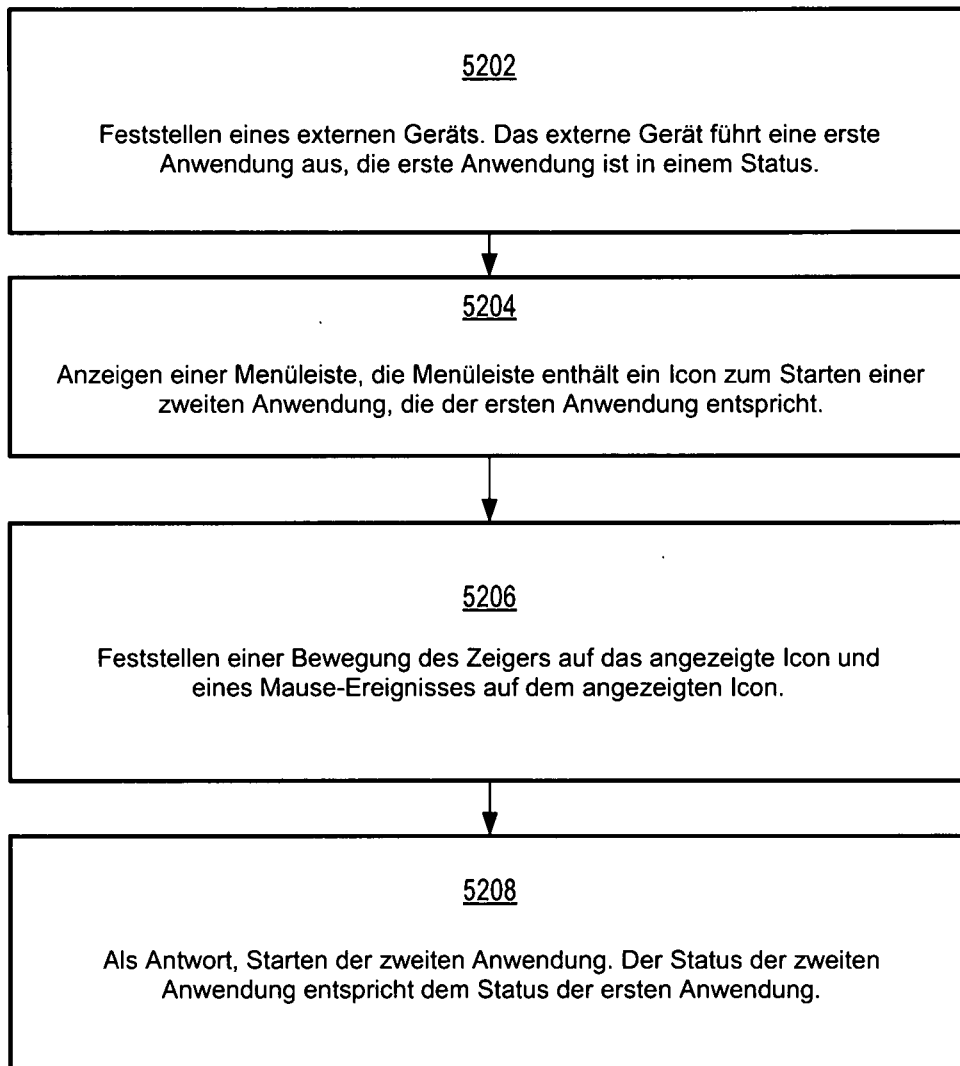 5202
Feststellen eines externen Geräts. Das externe Gerät führt eine erste
Anwendung aus, die erste Anwendung ist in einem Status.
5204
Anzeigen einer Menüleiste, die Menüleiste enthält ein Icon zum Starten einer
zweiten Anwendung, die der ersten Anwendung entspricht.
5206
Feststellen einer Bewegung des Zeigers auf das angezeigte Icon und
eines Mause-Ereignisses auf dem angezeigten Icon.
5208
Als Antwort, Starten der zweiten Anwendung. Der Status der zweiten
Anwendung entspricht dem Status der ersten Anwendung.